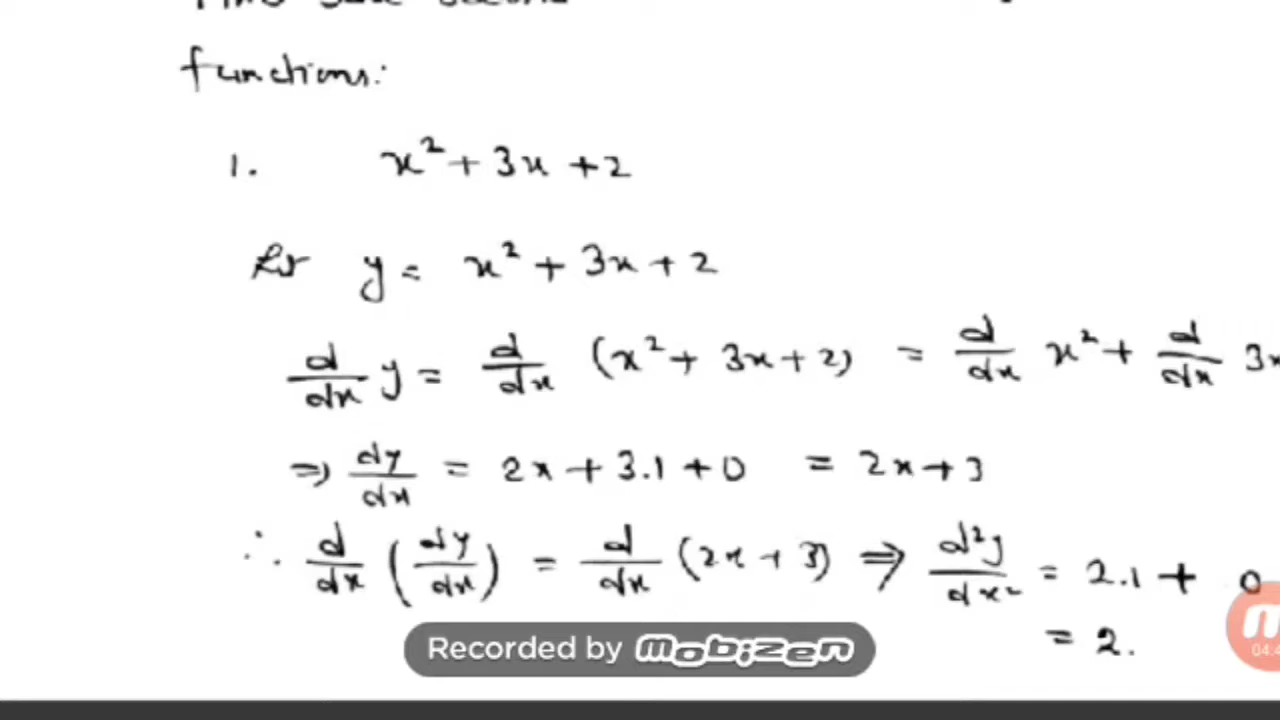 functions:
1. x² + 3x + 2
Let y = x² + 3x + 2
d/dx y = d/dx (x² + 3x + 2) = d/dx x² + d/dx 3x
⇒ dy/dx = 2x + 3.1 + 0 = 2x + 3
∴ d/dx (dy/dx) = d/dx (2x + 3) ⇒ d²y/dx² = 2.1 + 0
= 2.
Recorded by mobizen